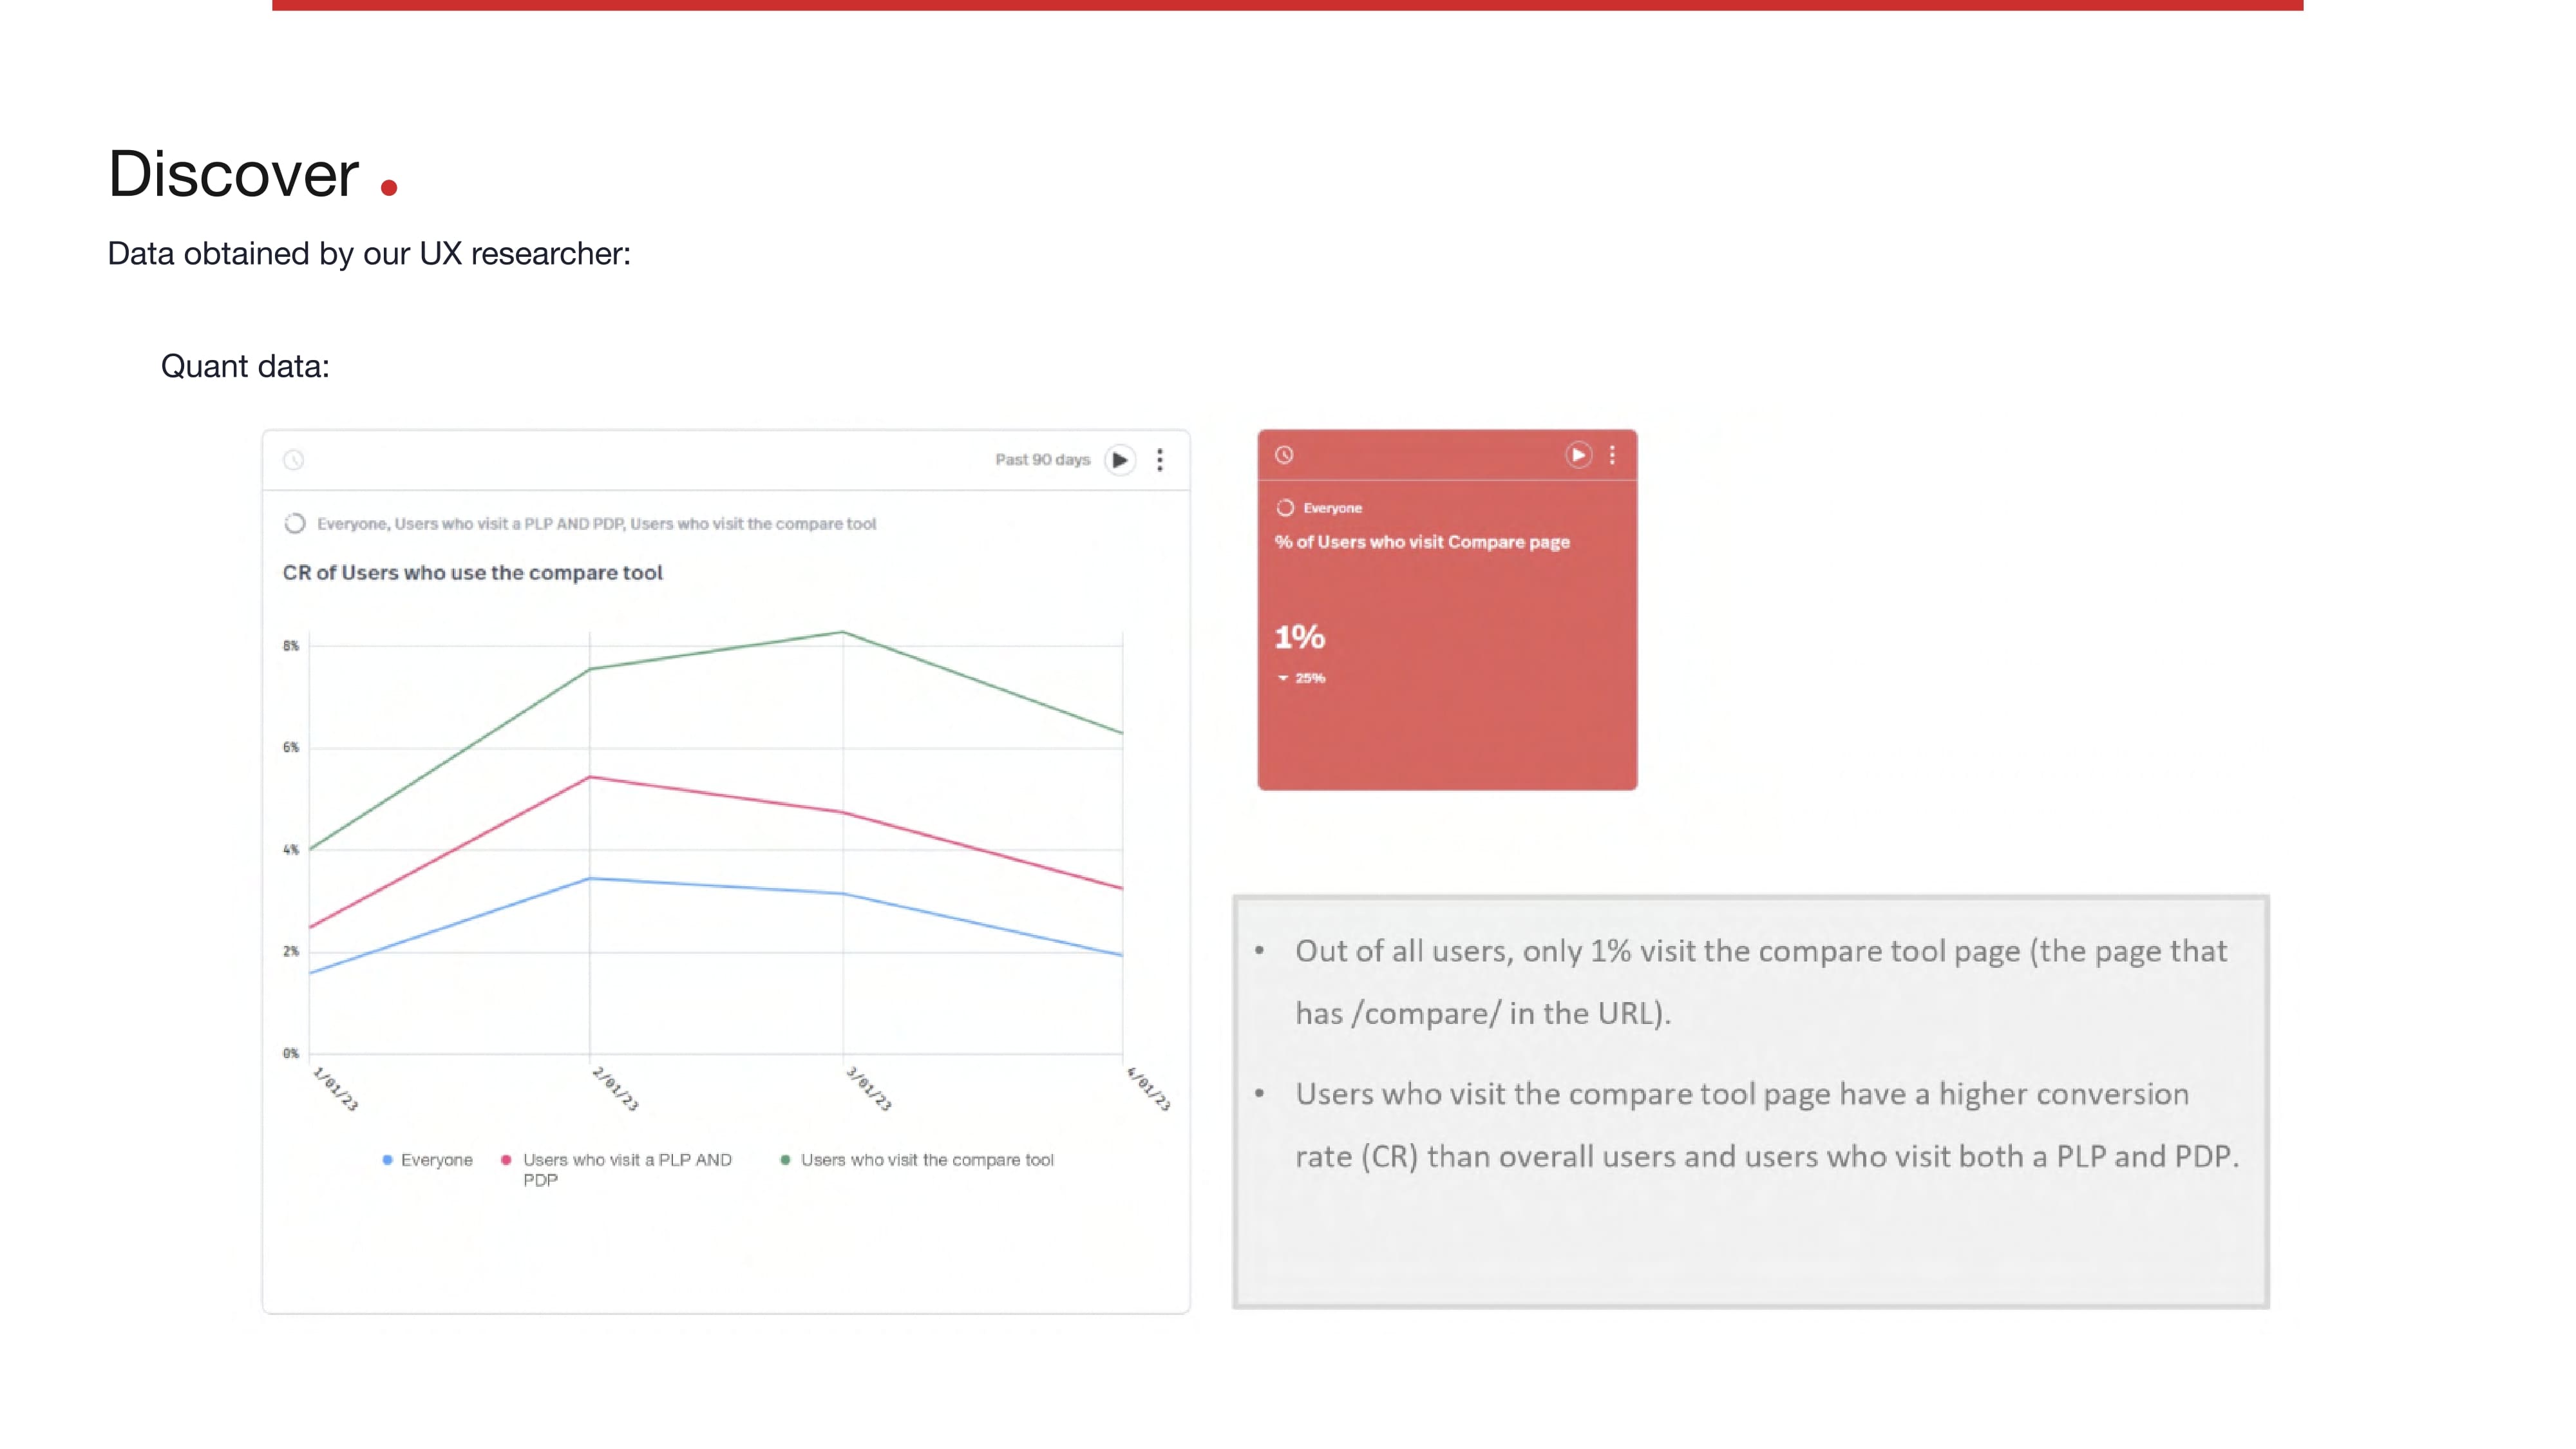 Discover .
Data obtained by our UX researcher:
Quant data:
Past 90 days
Everyone, Users who visit a PLP AND PDP, Users who visit the compare tool
CR of Users who use the compare tool
8%
6%
4%
2%
0%
1/01/23
2/01/23
3/01/23
4/01/23
Everyone
Users who visit a PLP AND
PDP
Users who visit the compare tool
Everyone
% of Users who visit Compare page
1%
25%
• Out of all users, only 1% visit the compare tool page (the page that
has /compare/ in the URL).
• Users who visit the compare tool page have a higher conversion
rate (CR) than overall users and users who visit both a PLP and PDP.